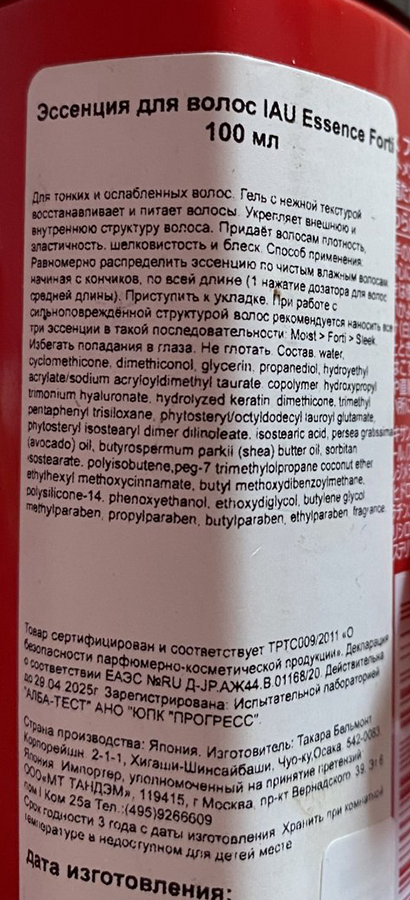 Эссенция для волос IAU Essence Forti
100 мл
Для тонких и ослабленных волос. Гель с нежной текстурой
восстанавливает и питает волосы. Укрепляет внешнюю и
внутреннюю структуру волоса. Придаёт волосам плотность,
эластичность, шелковистость и блеск. Способ применения:
Равномерно распределить эссенцию по чистым влажным волосам,
начиная с кончиков, по всей длине (1 нажатие дозатора для волос
средней длины). Приступить к укладке. При работе с
сильноповреждённой структурой волос рекомендуется наносить все
три эссенции в такой последовательности: Moist > Forti > Sleek.
Избегать попадания в глаза. Не глотать. Состав: water,
cyclomethicone, dimethiconol, glycerin, propanediol, hydroyethyl
acrylate/sodium acryloyldimethyl taurate copolymer hydroxypropyl
trimonium hyaluronate, hydrolyzed keratin dimethicone, trimethyl
pentaphenyl trisiloxane, phytosteryl/octyldodecyl lauroyl glutamate,
phytosteryl isostearyl dimer dilinoleate, isostearic acid, persea gratissima
(avocado) oil, butyrospermum parkii (shea) butter oil, sorbitan
isostearate, polyisobutene,peg-7 trimethylolpropane coconut ether
ethylhexyl methoxycinnamate, butyl methoxydibenzoylmethane,
polysilicone-14, phenoxyethanol, ethoxydiglycol, butylene glycol
methylparaben, propylparaben, butylparaben, ethylparaben, fragrance
Товар сертифицирован и соответствует ТРТС009/2011 «О
безопасности парфюмерно-косметической продукции». Декларация
о соответствии ЕАЭС №RU Д-JP.АЖ44.В.01168/20. Действительна
до 29.04.2025г. Зарегистрирована: Испытательной лабораторией
"АЛБА-ТЕСТ" АНО "ЮПК "ПРОГРЕСС".
Страна производства: Япония. Изготовитель: Такара Бельмонт
Корпорейшн. 2-1-1, Хигаши-Шинсайбаши, Чуо-ку,Осака. 542-0083.
Япония. Импортер, уполномоченный на принятие претензий
ООО«МТ ТАНДЭМ», 119415, г Москва, пр-кт Вернадского 39, Эт 6
пом I Ком 25а Тел.:(495)9266609
Срок годности 3 года с даты изготовления. Хранить при комнатной
температуре в недоступном для детей месте
Дата изготовления: